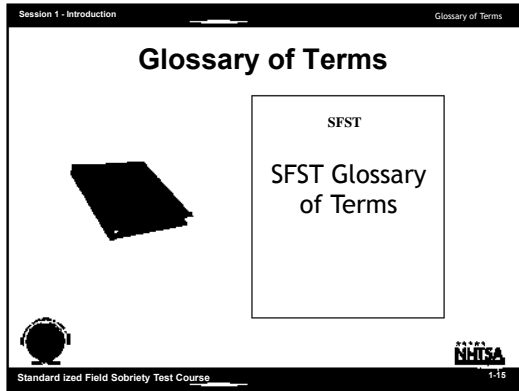 Session 1 - Introduction
Glossary of Terms
Glossary of Terms
SFST
SFST Glossary
of Terms
NHTSA
Standard ized Field Sobriety Test Course
1-15